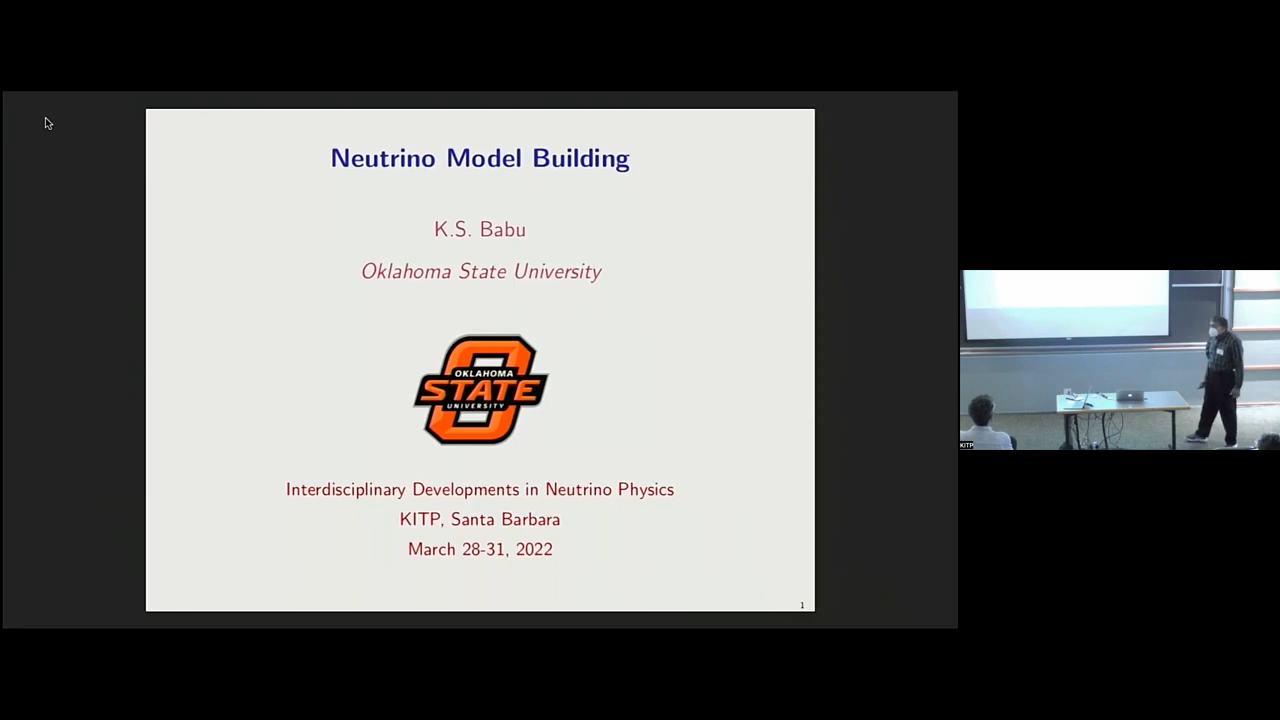 Neutrino Model Building
K.S. Babu
Oklahoma State University
OKLAHOMA
STATE
UNIVERSITY
Interdisciplinary Developments in Neutrino Physics
KITP, Santa Barbara
March 28-31, 2022
1
KITP